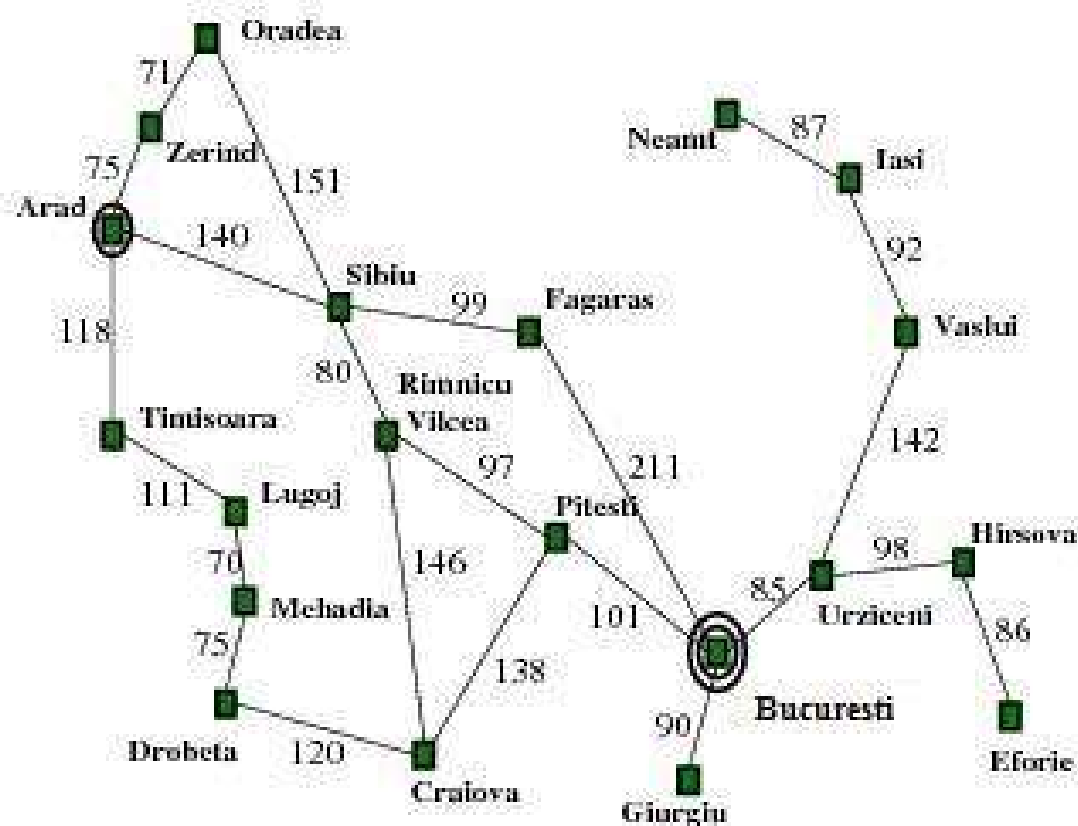 Oradea
71
Neamt
87
Zerind
Iasi
75
151
Arad
140
92
Sibiu
99
Fagaras
118
Vaslui
80
Rimnicu
Vilcea
Timisoara
142
97
211
111
Lugoj
Pitesti
Hirsova
98
70
146
85
Mehadia
101
Urziceni
86
75
138
Bucuresti
90
Drobeta
120
Eforie
Craiova
Giurgiu